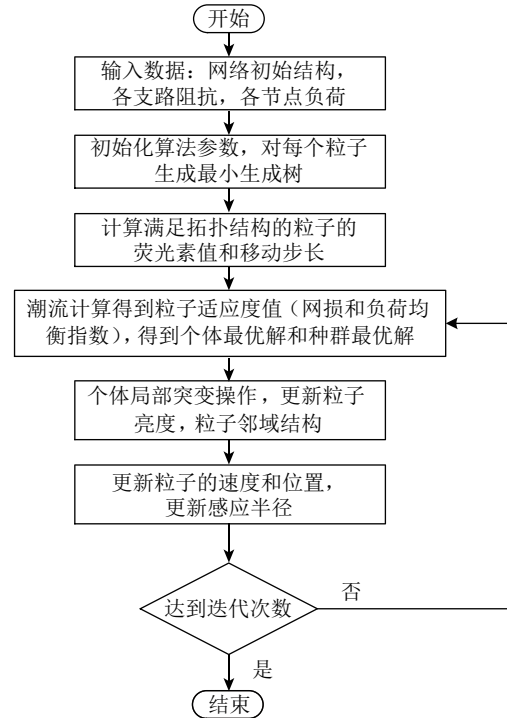 开始
输入数据：网络初始结构，
各支路阻抗，各节点负荷
初始化算法参数，对每个粒子
生成最小生成树
计算满足拓扑结构的粒子的
荧光素值和移动步长
潮流计算得到粒子适应度值（网损和负荷均
衡指数），得到个体最优解和种群最优解
个体局部突变操作，更新粒子
亮度，粒子邻域结构
更新粒子的速度和位置，
更新感应半径
达到迭代次数
否
是
结束